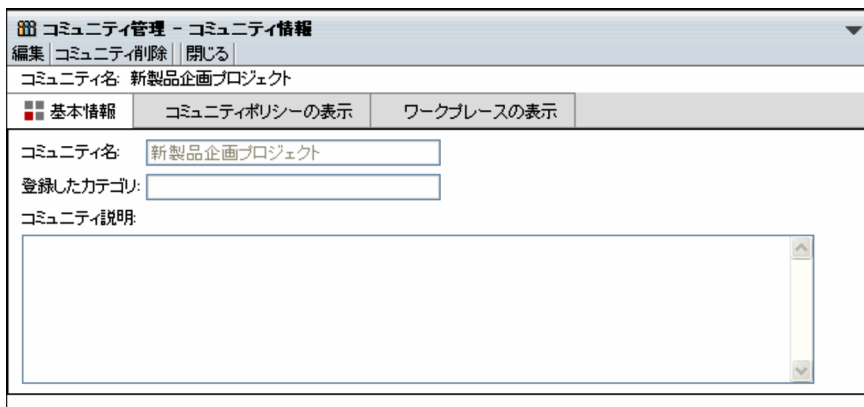 コミュニティ管理 - コミュニティ情報
編集 コミュニティ削除 閉じる
コミュニティ名: 新製品企画プロジェクト
基本情報 コミュニティポリシーの表示 ワークプレースの表示
コミュニティ名: 新製品企画プロジェクト
登録したカテゴリ:
コミュニティ説明: